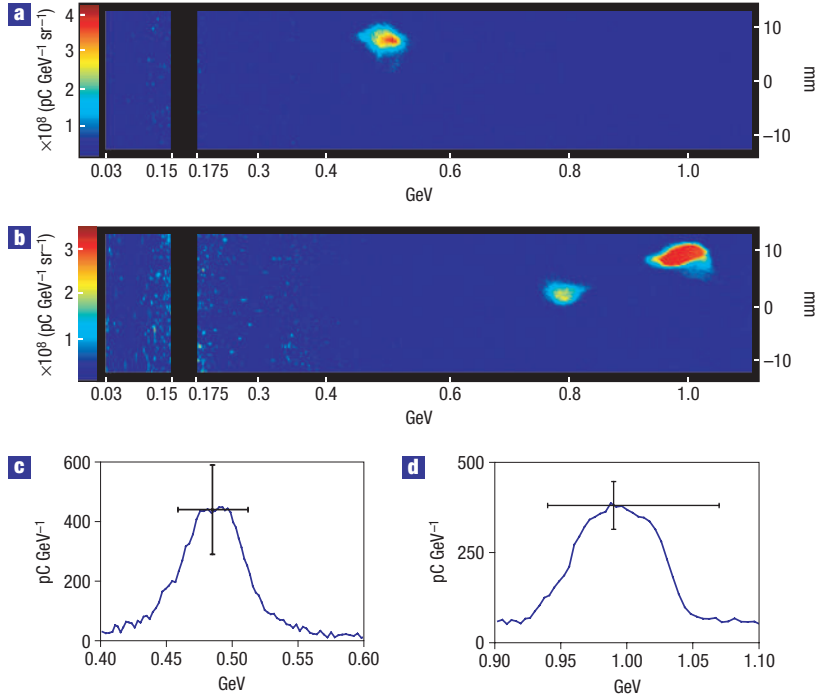 a
×10⁸ (pC GeV⁻¹ sr⁻¹)
4
3
2
1
10
0
−10
mm
0.03 0.15 0.175 0.3 0.4 0.6 0.8 1.0
GeV
b
×10⁸ (pC GeV⁻¹ sr⁻¹)
3
2
1
10
0
−10
mm
0.03 0.15 0.175 0.3 0.4 0.6 0.8 1.0
GeV
c
pC GeV⁻¹
600
400
200
0
0.40 0.45 0.50 0.55 0.60
GeV
d
pC GeV⁻¹
500
250
0
0.90 0.95 1.00 1.05 1.10
GeV